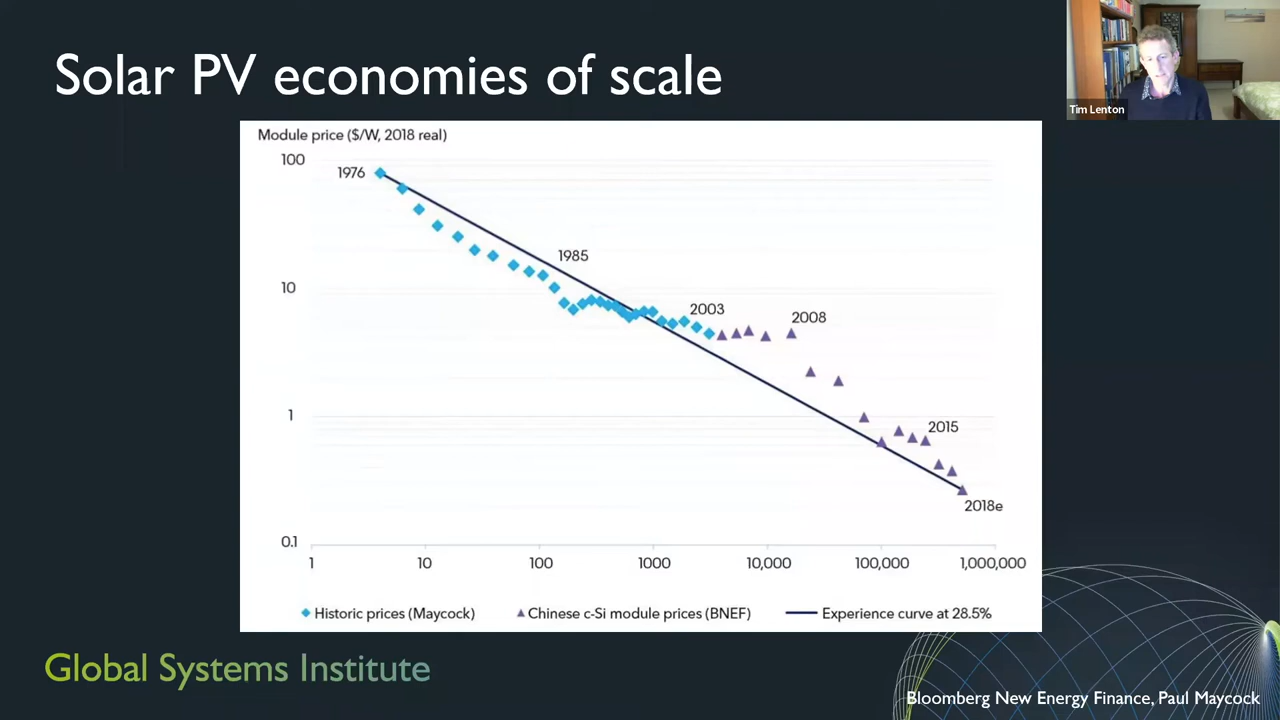 Solar PV economies of scale
Tim Lenton
Module price ($/W, 2018 real)
100
10
1
0.1
1976
1985
2003
2008
2015
2018e
1
10
100
1000
10,000
100,000
1,000,000
Historic prices (Maycock)
Chinese c-Si module prices (BNEF)
Experience curve at 28.5%
Global Systems Institute
Bloomberg New Energy Finance, Paul Maycock